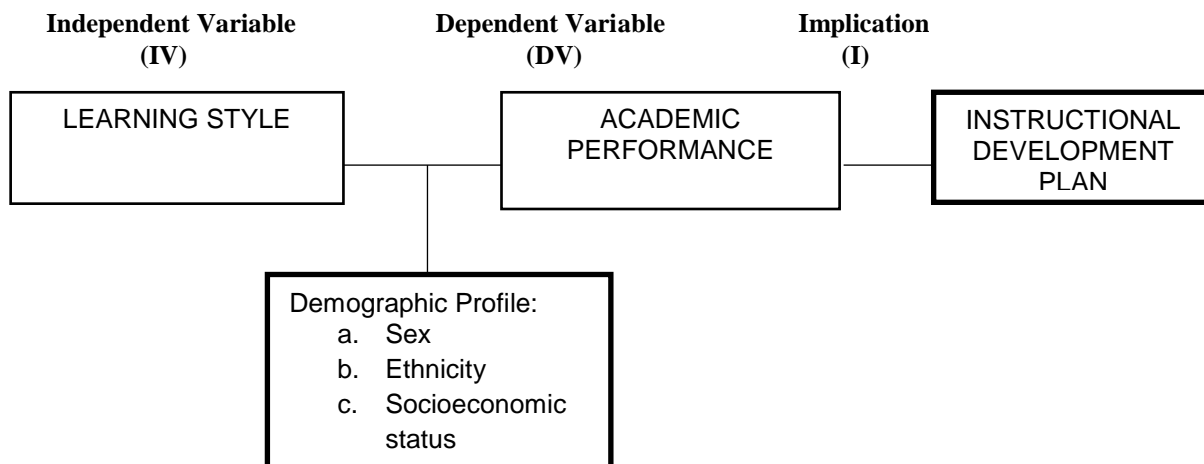 Independent Variable
(IV)
Dependent Variable
(DV)
Implication
(I)
LEARNING STYLE
ACADEMIC
PERFORMANCE
INSTRUCTIONAL
DEVELOPMENT
PLAN
Demographic Profile:
a. Sex
b. Ethnicity
c. Socioeconomic
status